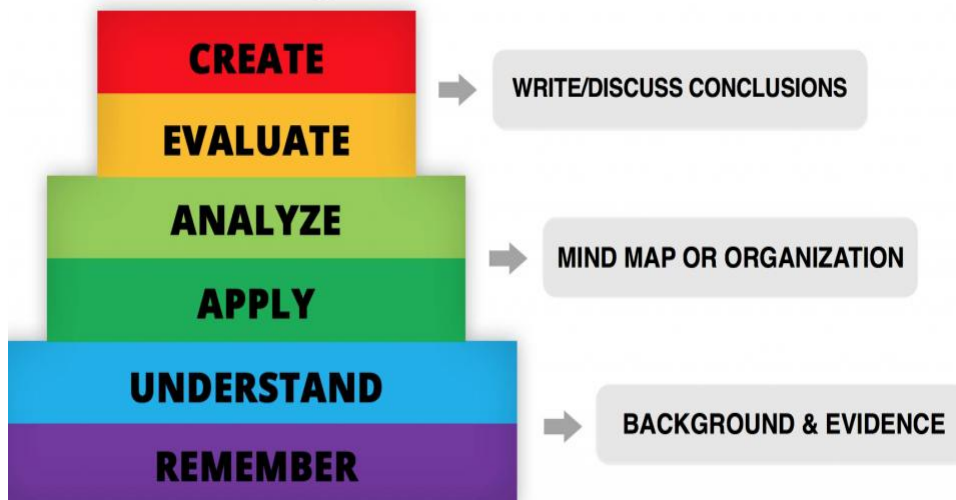 CREATE
WRITE/DISCUSS CONCLUSIONS
EVALUATE
ANALYZE
MIND MAP OR ORGANIZATION
APPLY
UNDERSTAND
BACKGROUND & EVIDENCE
REMEMBER